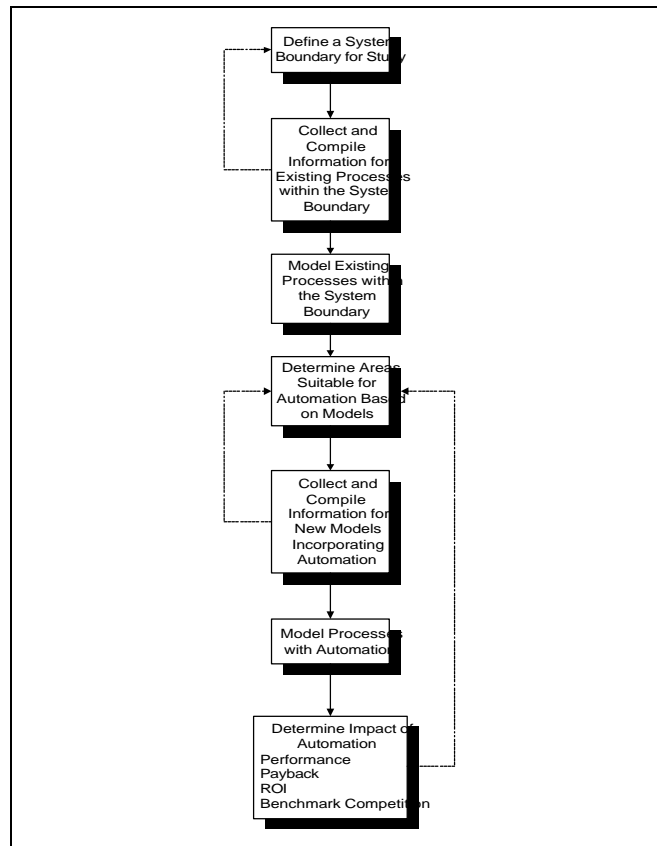 Define a System
Boundary for Study
Collect and
Compile
Information for
Existing Processes
within the System
Boundary
Model Existing
Processes within
the System
Boundary
Determine Areas
Suitable for
Automation Based
on Models
Collect and
Compile
Information for
New Models
Incorporating
Automation
Model Processes
with Automation
Determine Impact of
Automation
Performance
Payback
ROI
Benchmark Competition